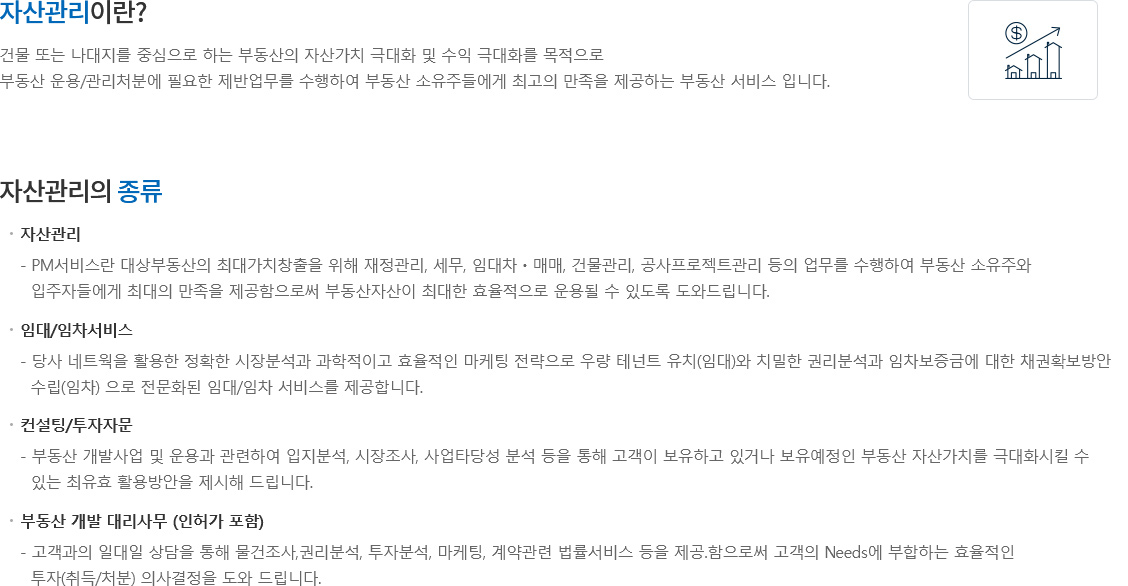 자산관리이란?
건물 또는 나대지를 중심으로 하는 부동산의 자산가치 극대화 및 수익 극대화를 목적으로
부동산 운용/관리처분에 필요한 제반업무를 수행하여 부동산 소유주들에게 최고의 만족을 제공하는 부동산 서비스 입니다.
자산관리의 종류
· 자산관리
- PM서비스란 대상부동산의 최대가치창출을 위해 재정관리, 세무, 임대차 • 매매, 건물관리, 공사프로젝트관리 등의 업무를 수행하여 부동산 소유주와
입주자들에게 최대의 만족을 제공함으로써 부동산자산이 최대한 효율적으로 운용될 수 있도록 도와드립니다.
· 임대/임차서비스
- 당사 네트웍을 활용한 정확한 시장분석과 과학적이고 효율적인 마케팅 전략으로 우량 테넌트 유치(임대)와 치밀한 권리분석과 임차보증금에 대한 채권확보방안
수립(임차) 으로 전문화된 임대/임차 서비스를 제공합니다.
· 컨설팅/투자자문
- 부동산 개발사업 및 운용과 관련하여 입지분석, 시장조사, 사업타당성 분석 등을 통해 고객이 보유하고 있거나 보유예정인 부동산 자산가치를 극대화시킬 수
있는 최유효 활용방안을 제시해 드립니다.
· 부동산 개발 대리사무 (인허가 포함)
- 고객과의 일대일 상담을 통해 물건조사,권리분석, 투자분석, 마케팅, 계약관련 법률서비스 등을 제공.함으로써 고객의 Needs에 부합하는 효율적인
투자(취득/처분) 의사결정을 도와 드립니다.